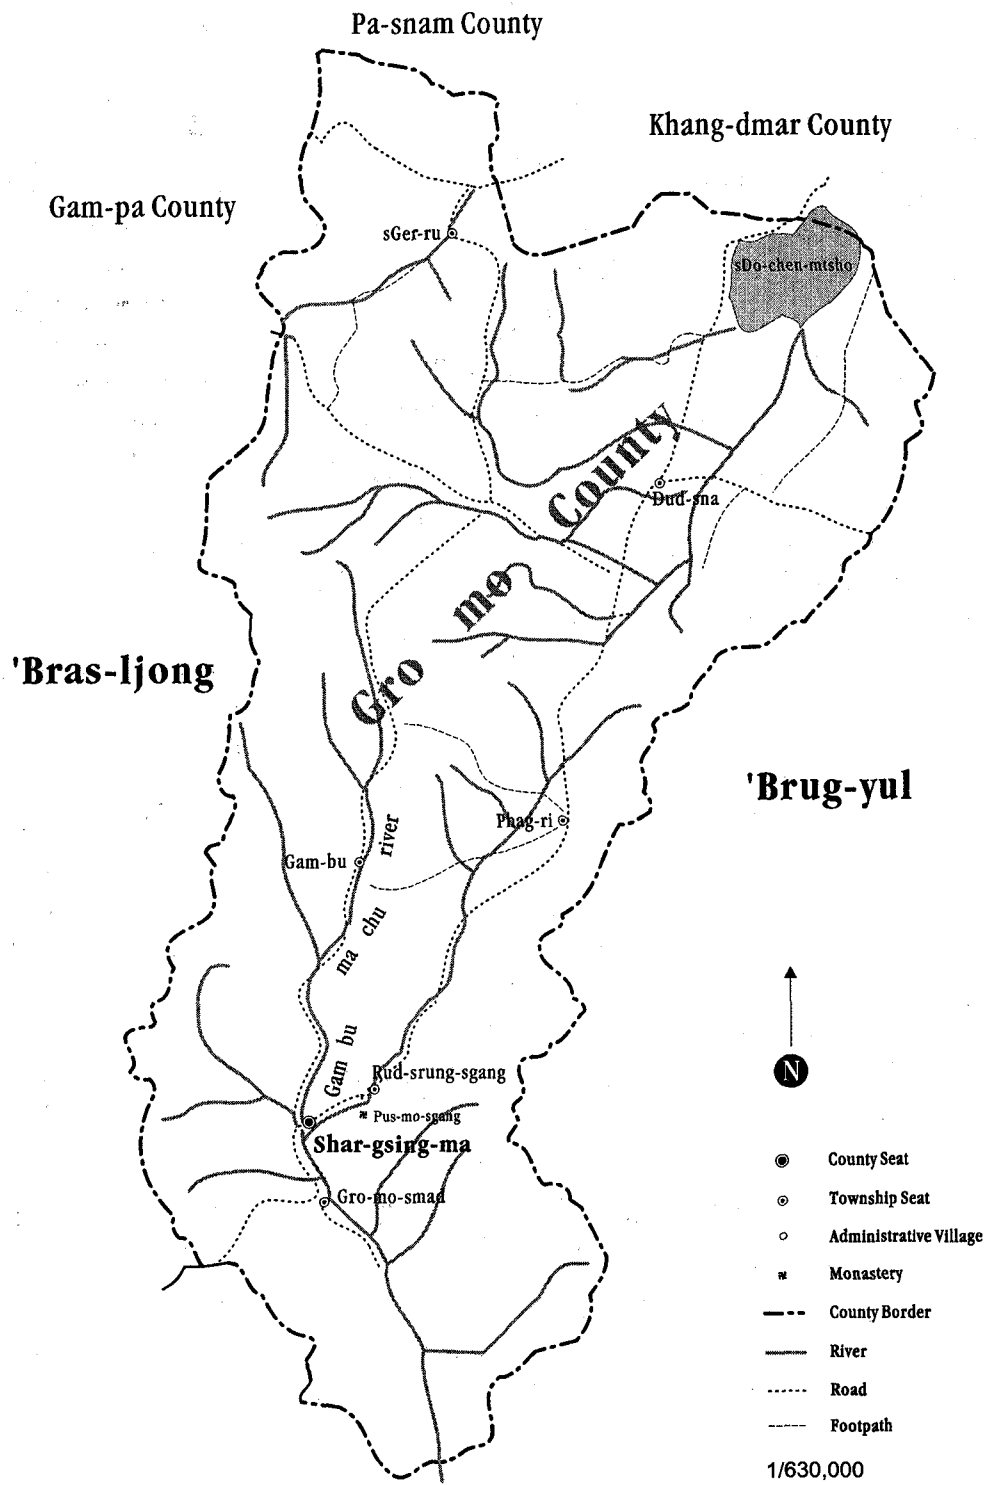 Pa-snam County
Khang-dmar County
Gam-pa County
sGer-ru
sDo-chen-mtsho
Gro mo County
Dud-sna
'Bras-ljong
'Brug-yul
Phag-ri
Gam-bu
Gam bu ma chu river
Rud-srung-sgang
Pus-mo-sgang
Shar-gsing-ma
Gro-mo-smad
N
County Seat
Township Seat
Administrative Village
Monastery
County Border
River
Road
Footpath
1/630,000